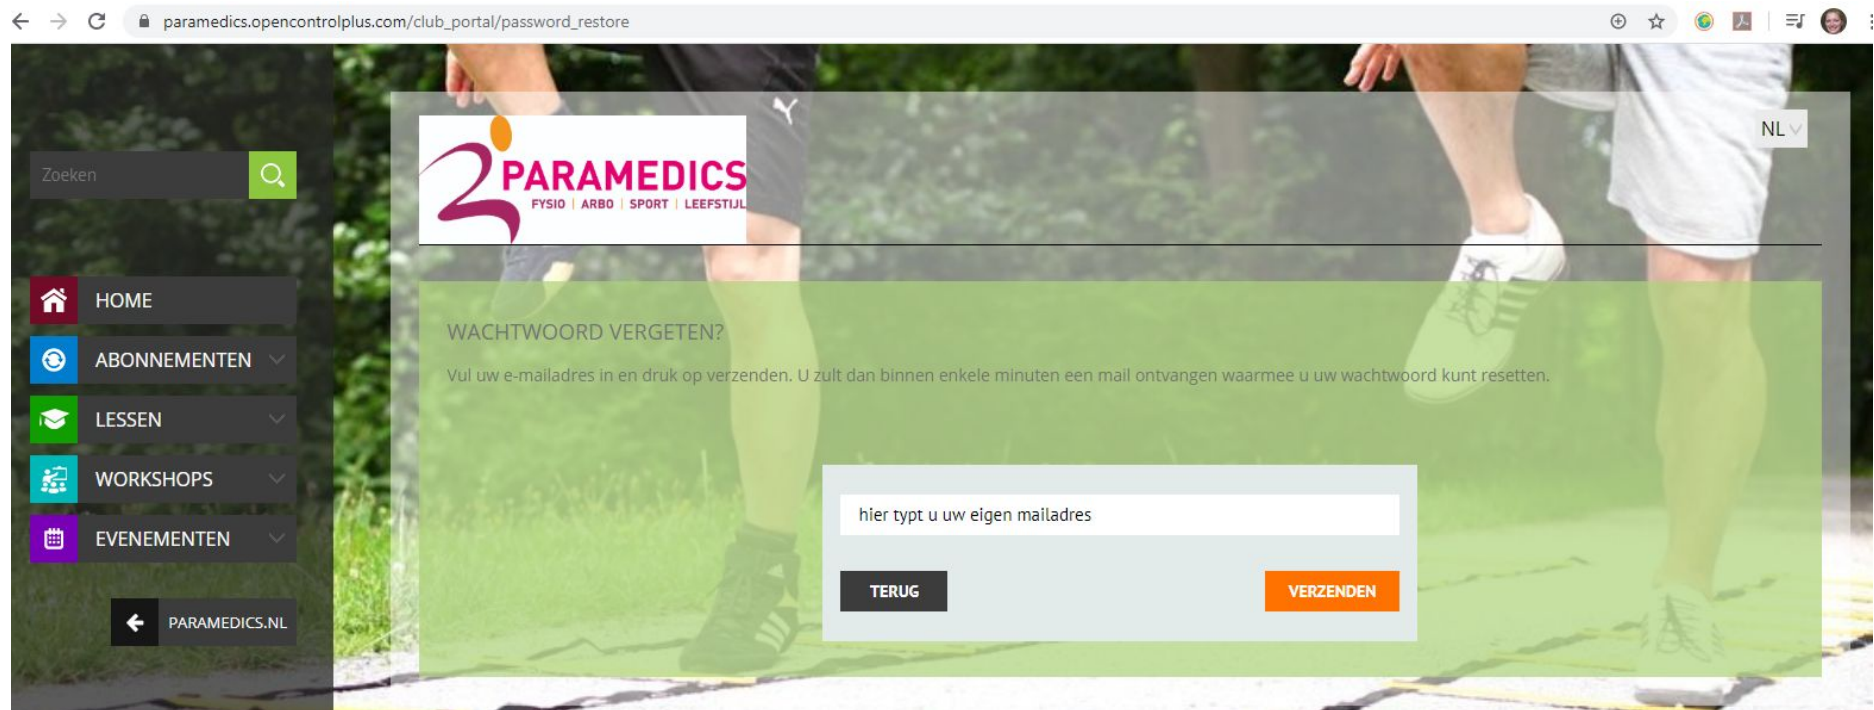 paramedics.opencontrolplus.com/club_portal/password_restore
Zoeken
HOME
ABONNEMENTEN
LESSEN
WORKSHOPS
EVENEMENTEN
PARAMEDICS.NL
PARAMEDICS
FYSIO | ARBO | SPORT | LEEFSTIJL
NL
WACHTWOORD VERGETEN?
Vul uw e-mailadres in en druk op verzenden. U zult dan binnen enkele minuten een mail ontvangen waarmee u uw wachtwoord kunt resetten.
hier typt u uw eigen mailadres
TERUG
VERZENDEN